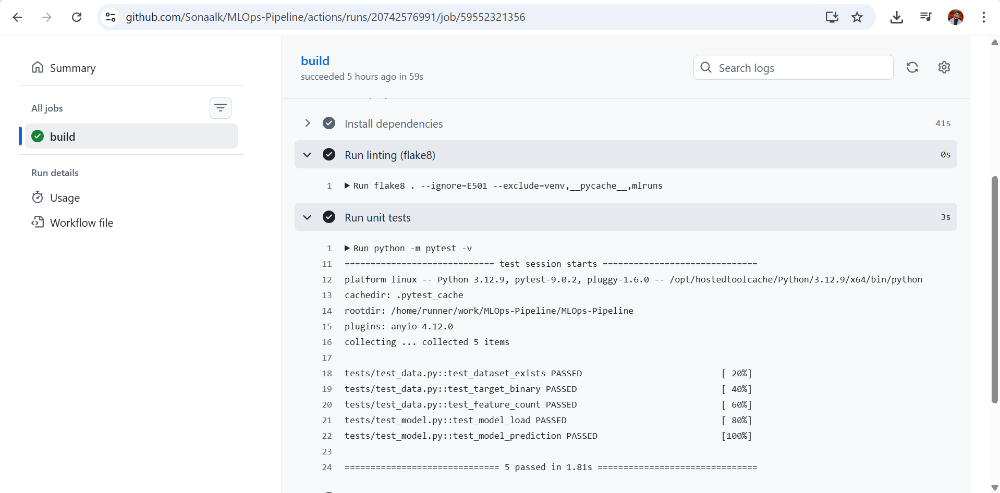 github.com/Sonaalk/MLOps-Pipeline/actions/runs/20742576991/job/59552321356
Summary
All jobs
build
Run details
Usage
Workflow file
build
succeeded 5 hours ago in 59s
Search logs
Install dependencies 41s
Run linting (flake8) 0s
1 Run flake8 . --ignore=E501 --exclude=venv,__pycache__,mlruns
Run unit tests 3s
1 Run python -m pytest -v
11 ============================= test session starts ==============================
12 platform linux -- Python 3.12.9, pytest-9.0.2, pluggy-1.6.0 -- /opt/hostedtoolcache/Python/3.12.9/x64/bin/python
13 cachedir: .pytest_cache
14 rootdir: /home/runner/work/MLOps-Pipeline/MLOps-Pipeline
15 plugins: anyio-4.12.0
16 collecting ... collected 5 items
17
18 tests/test_data.py::test_dataset_exists PASSED [ 20%]
19 tests/test_data.py::test_target_binary PASSED [ 40%]
20 tests/test_data.py::test_feature_count PASSED [ 60%]
21 tests/test_model.py::test_model_load PASSED [ 80%]
22 tests/test_model.py::test_model_prediction PASSED [100%]
23
24 ============================== 5 passed in 1.81s ===============================